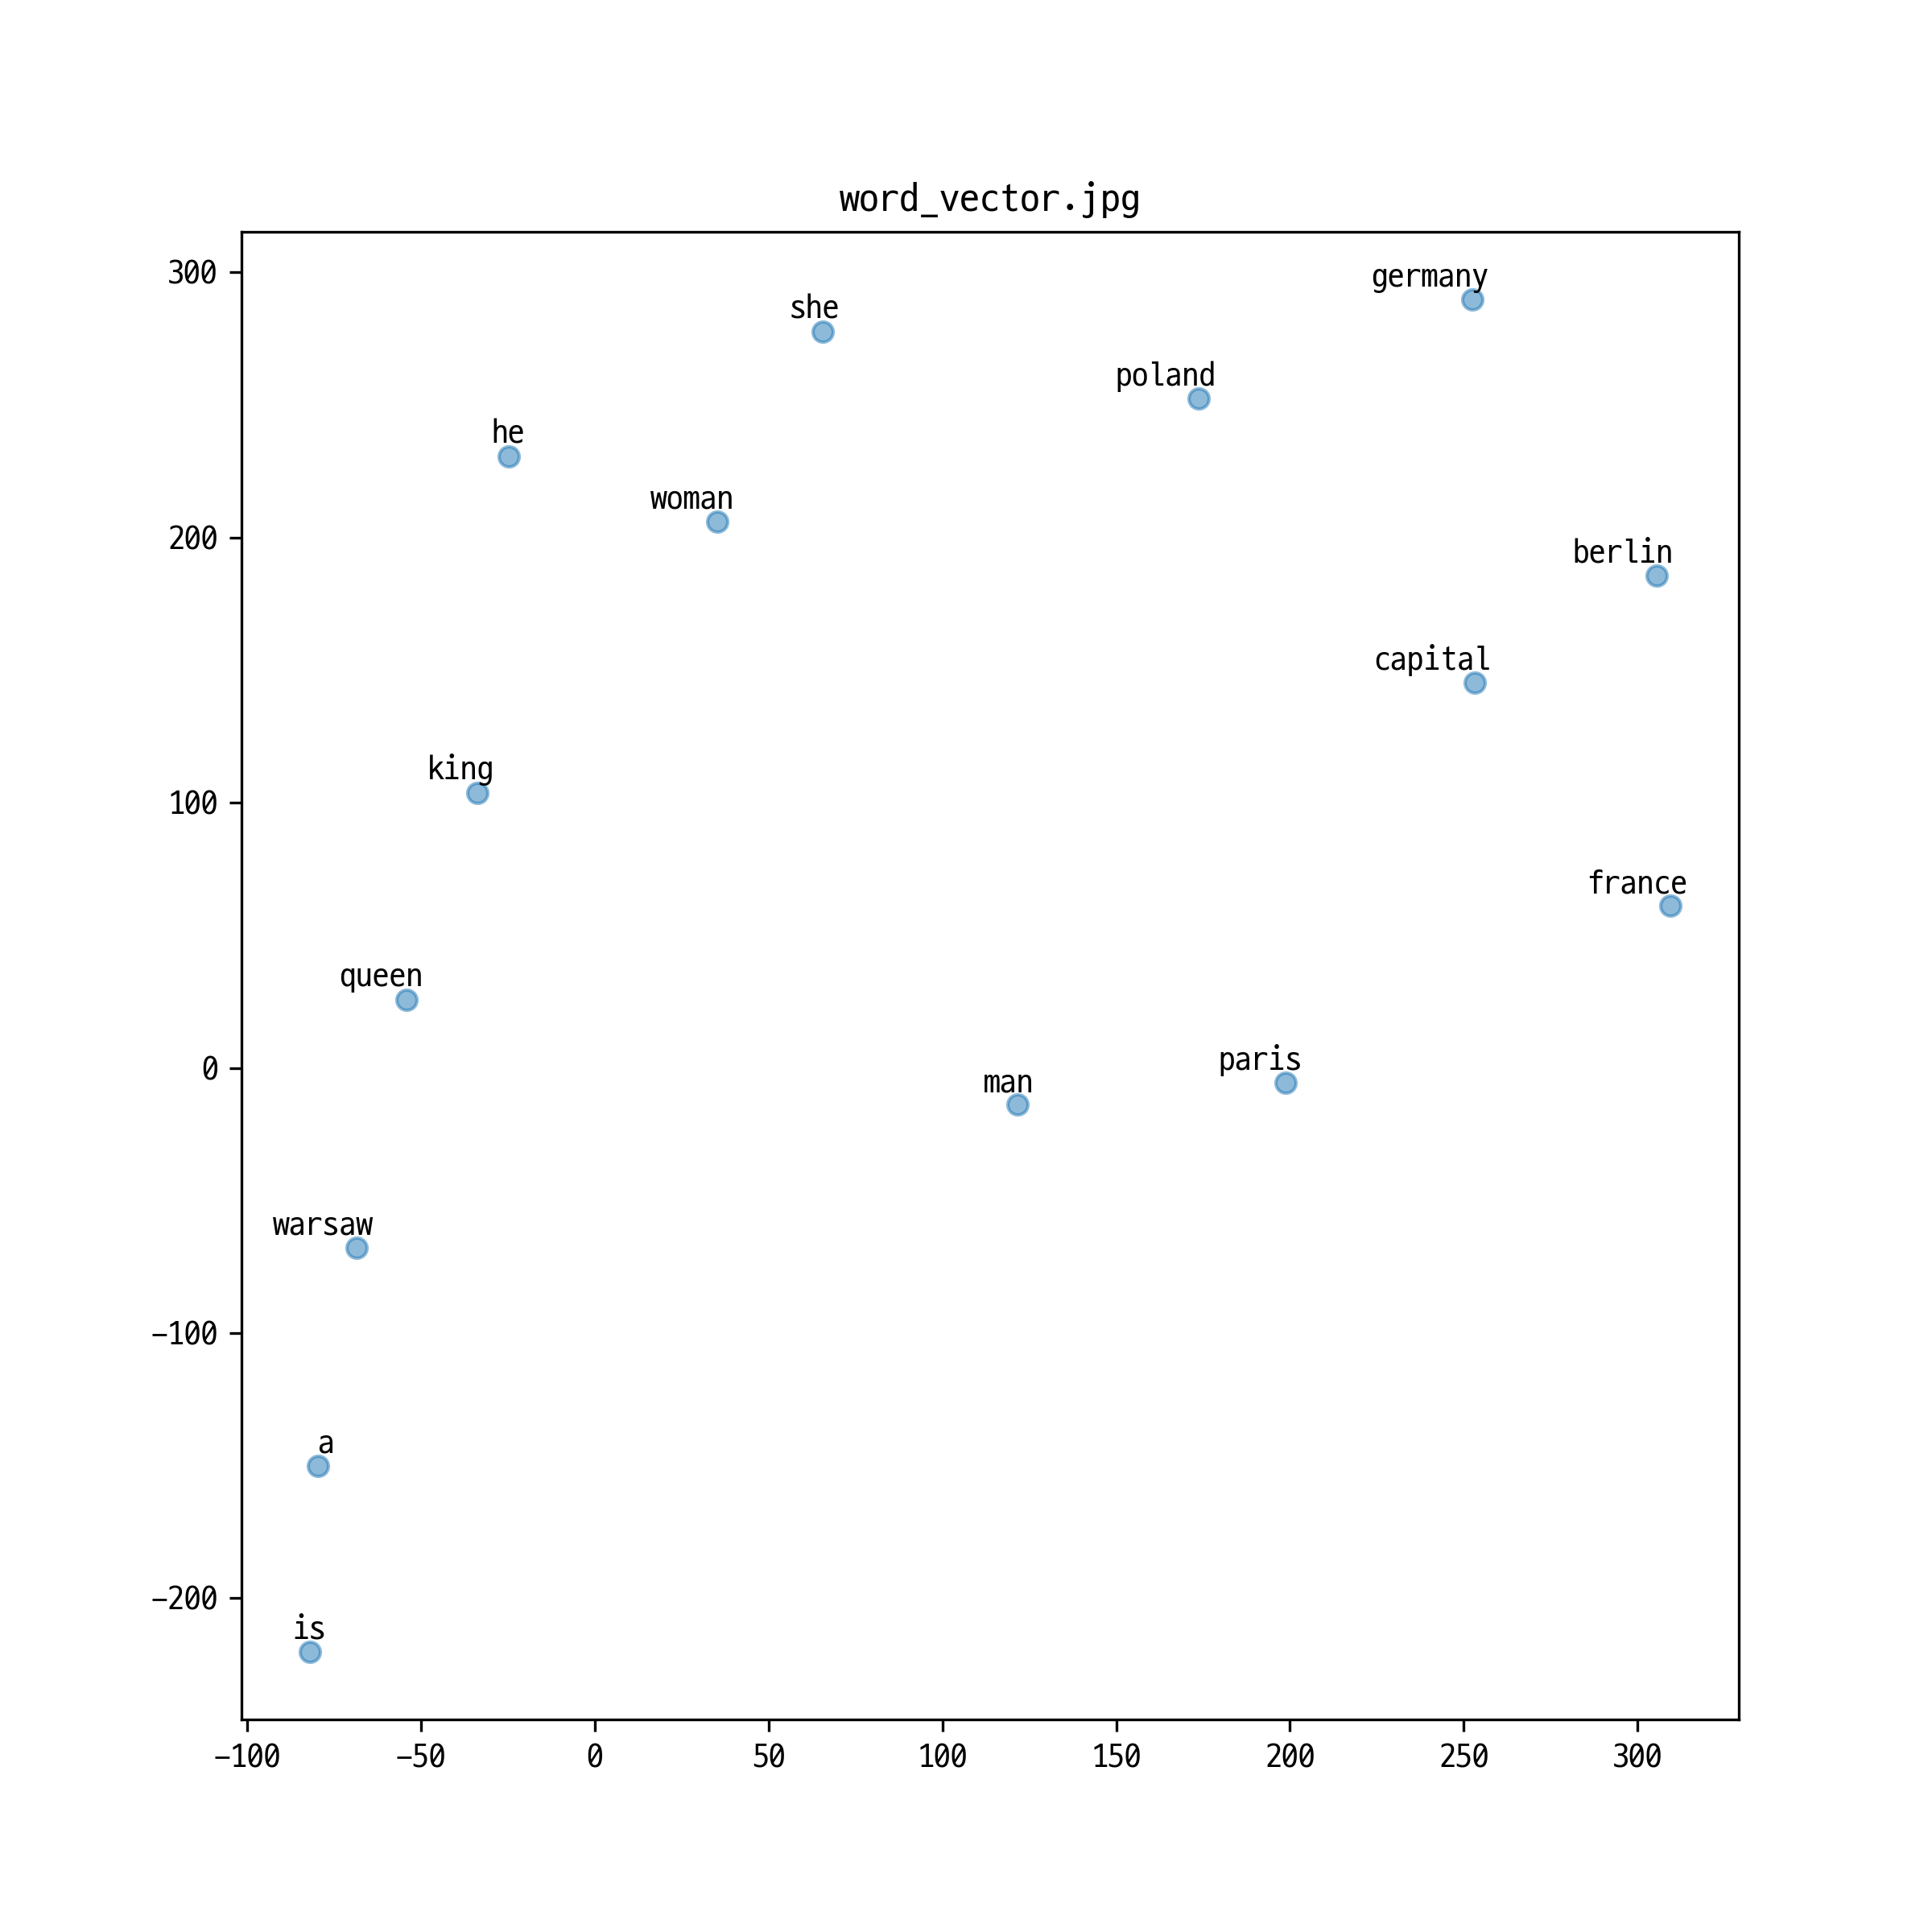 word_vector.jpg
300
germany
she
poland
he
woman
200
berlin
capital
king
100
france
queen
0
paris
man
warsaw
−100
a
−200
is
−100 −50 0 50 100 150 200 250 300